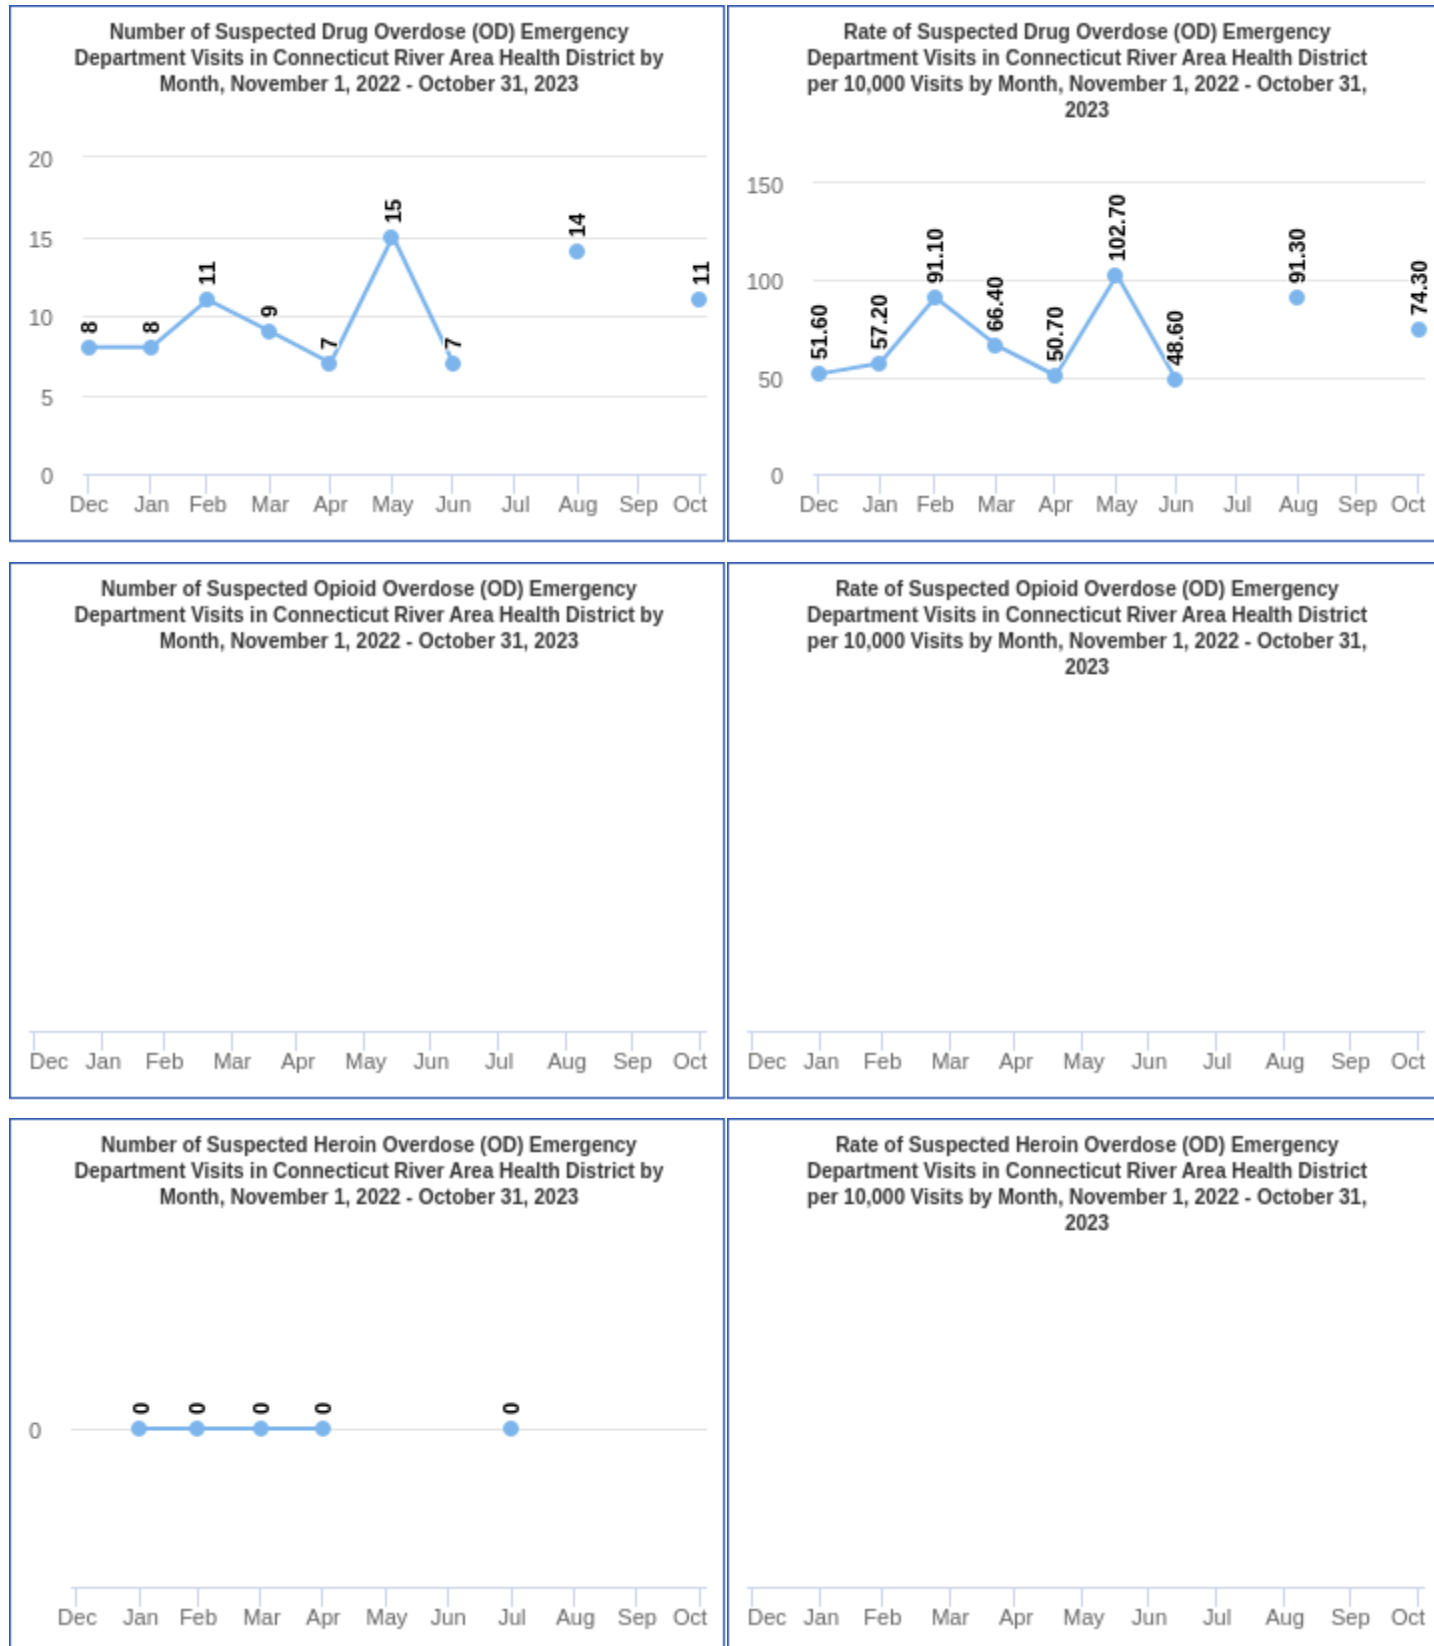 Number of Suspected Drug Overdose (OD) Emergency
Department Visits in Connecticut River Area Health District by
Month, November 1, 2022 - October 31, 2023
20
15
10
5
0
8
8
11
9
7
15
7
14
11
Dec Jan Feb Mar Apr May Jun Jul Aug Sep Oct
Rate of Suspected Drug Overdose (OD) Emergency
Department Visits in Connecticut River Area Health District
per 10,000 Visits by Month, November 1, 2022 - October 31,
2023
150
100
50
0
51.60
57.20
91.10
66.40
50.70
102.70
48.60
91.30
74.30
Dec Jan Feb Mar Apr May Jun Jul Aug Sep Oct
Number of Suspected Opioid Overdose (OD) Emergency
Department Visits in Connecticut River Area Health District by
Month, November 1, 2022 - October 31, 2023
Dec Jan Feb Mar Apr May Jun Jul Aug Sep Oct
Rate of Suspected Opioid Overdose (OD) Emergency
Department Visits in Connecticut River Area Health District
per 10,000 Visits by Month, November 1, 2022 - October 31,
2023
Dec Jan Feb Mar Apr May Jun Jul Aug Sep Oct
Number of Suspected Heroin Overdose (OD) Emergency
Department Visits in Connecticut River Area Health District by
Month, November 1, 2022 - October 31, 2023
0
0
0
0
0
0
Dec Jan Feb Mar Apr May Jun Jul Aug Sep Oct
Rate of Suspected Heroin Overdose (OD) Emergency
Department Visits in Connecticut River Area Health District
per 10,000 Visits by Month, November 1, 2022 - October 31,
2023
Dec Jan Feb Mar Apr May Jun Jul Aug Sep Oct